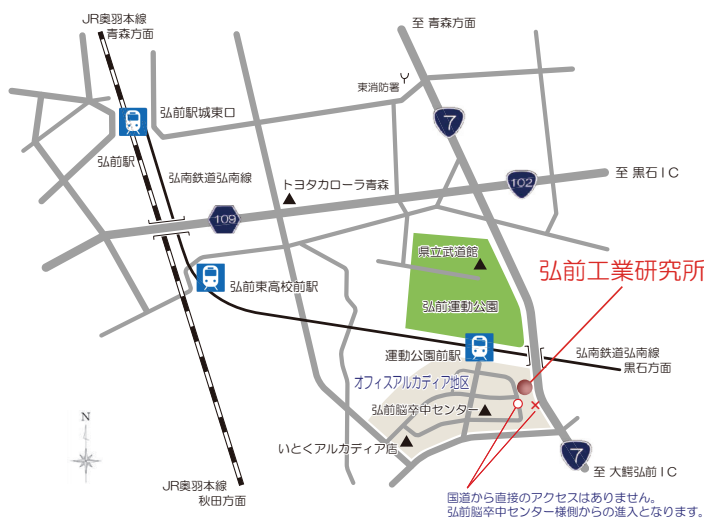 JR奥羽本線
青森方面
至 青森方面
東消防署
7
弘前駅城東口
弘前駅
弘南鉄道弘南線
トヨタカローラ青森
102
至 黒石IC
109
県立武道館
弘前工業研究所
弘前東高校前駅
弘前運動公園
運動公園前駅
弘南鉄道弘南線
黒石方面
オフィスアルカディア地区
弘前脳卒中センター
いとくアルカディア店
N
7
至 大鰐弘前IC
JR奥羽本線
秋田方面
国道から直接のアクセスはありません。
弘前脳卒中センター様側からの進入となります。